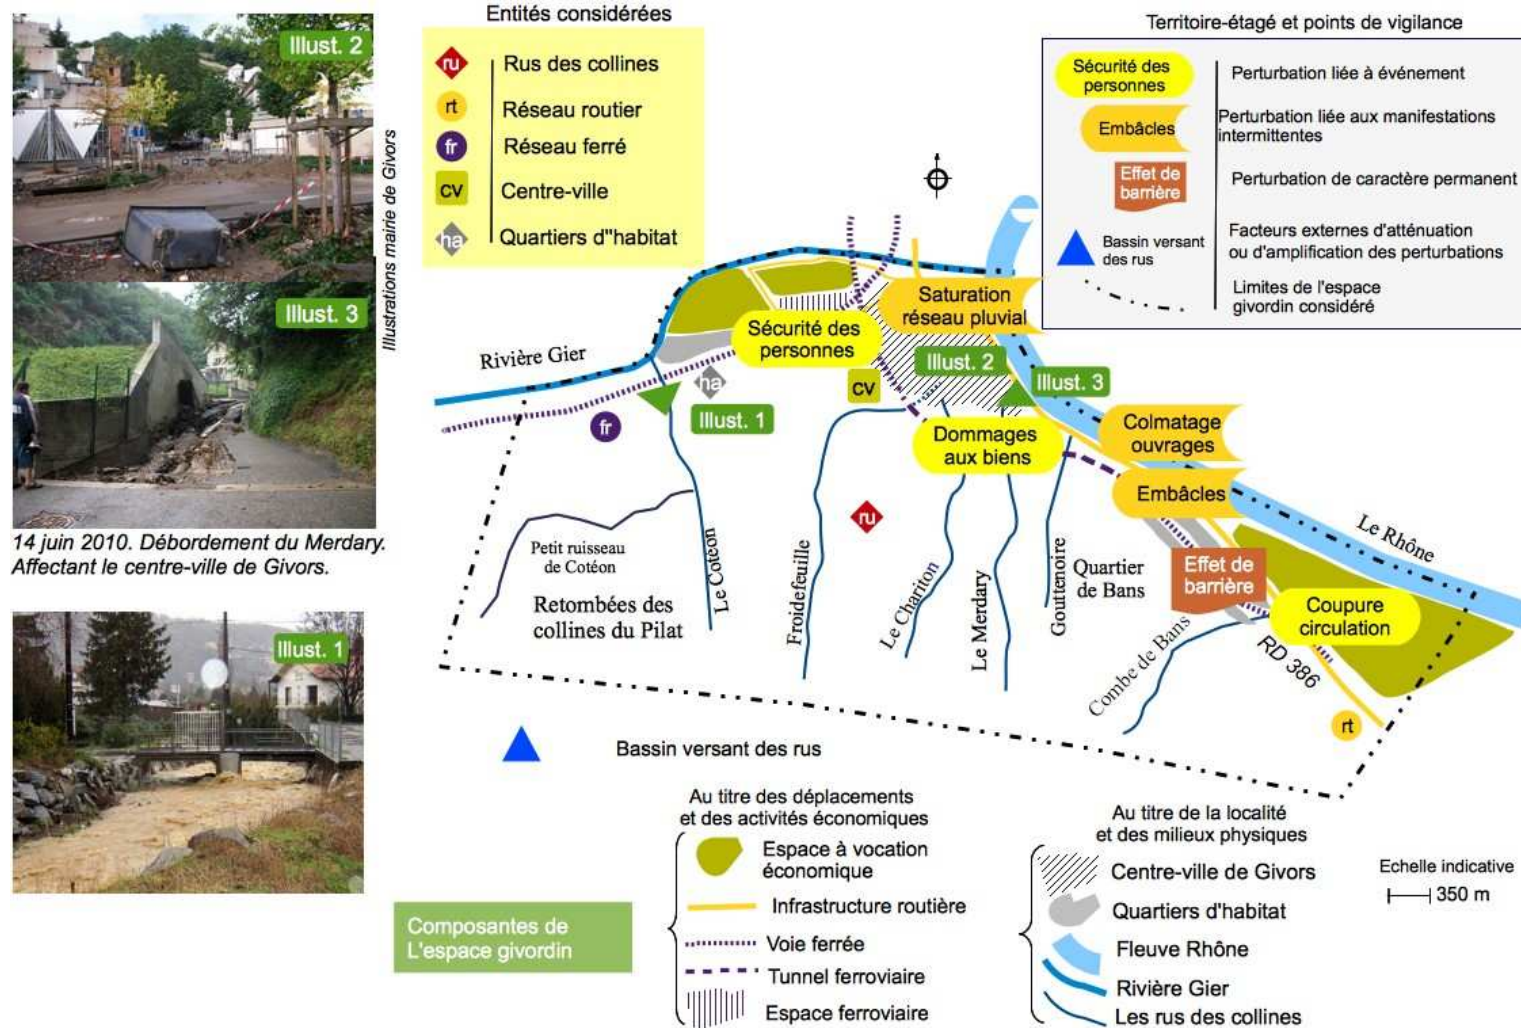 Illust. 2
Illustrations mairie de Givors
Illust. 3
14 juin 2010. Débordement du Merdary.
Affectant le centre-ville de Givors.
Illust. 1
Entités considérées
ru Rus des collines
rt Réseau routier
fr Réseau ferré
cv Centre-ville
ha Quartiers d"habitat
Territoire-étagé et points de vigilance
Sécurité des
personnes
Perturbation liée à événement
Embâcles
Perturbation liée aux manifestations
intermittentes
Effet de
barrière
Perturbation de caractère permanent
Bassin versant
des rus
Facteurs externes d'atténuation
ou d'amplification des perturbations
Limites de l'espace
givordin considéré
Saturation
réseau pluvial
Sécurité des
personnes
Rivière Gier
Illust. 2
Illust. 3
ha
cv
Illust. 1
fr
Dommages
aux biens
Colmatage
ouvrages
Embâcles
ru
Le Rhône
Petit ruisseau
de Cotéon
Le Cotéon
Retombées des
collines du Pilat
Froidefeuille
Le Chariton
Le Merdary
Gouttenoire
Quartier
de Bans
Effet de
barrière
Coupure
circulation
Combe de Bans
RD 386
rt
Bassin versant des rus
Au titre des déplacements
et des activités économiques
Espace à vocation
économique
Infrastructure routière
Voie ferrée
Tunnel ferroviaire
Espace ferroviaire
Composantes de
L'espace givordin
Au titre de la localité
et des milieux physiques
Centre-ville de Givors
Quartiers d'habitat
Fleuve Rhône
Rivière Gier
Les rus des collines
Echelle indicative
350 m